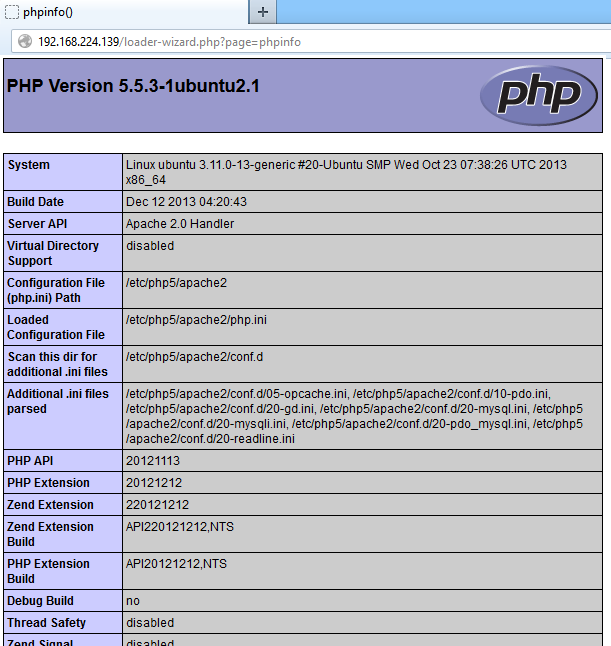 phpinfo()
192.168.224.139/loader-wizard.php?page=phpinfo
PHP Version 5.5.3-1ubuntu2.1
php
System
Linux ubuntu 3.11.0-13-generic #20-Ubuntu SMP Wed Oct 23 07:38:26 UTC 2013
x86_64
Build Date
Dec 12 2013 04:20:43
Server API
Apache 2.0 Handler
Virtual Directory
Support
disabled
Configuration File
(php.ini) Path
/etc/php5/apache2
Loaded
Configuration File
/etc/php5/apache2/php.ini
Scan this dir for
additional .ini files
/etc/php5/apache2/conf.d
Additional .ini files
parsed
/etc/php5/apache2/conf.d/05-opcache.ini, /etc/php5/apache2/conf.d/10-pdo.ini,
/etc/php5/apache2/conf.d/20-gd.ini, /etc/php5/apache2/conf.d/20-mysql.ini, /etc/php5
/apache2/conf.d/20-mysqli.ini, /etc/php5/apache2/conf.d/20-pdo_mysql.ini, /etc/php5
/apache2/conf.d/20-readline.ini
PHP API
20121113
PHP Extension
20121212
Zend Extension
220121212
Zend Extension
Build
API220121212,NTS
PHP Extension
Build
API20121212,NTS
Debug Build
no
Thread Safety
disabled
Zend Signal
disabled